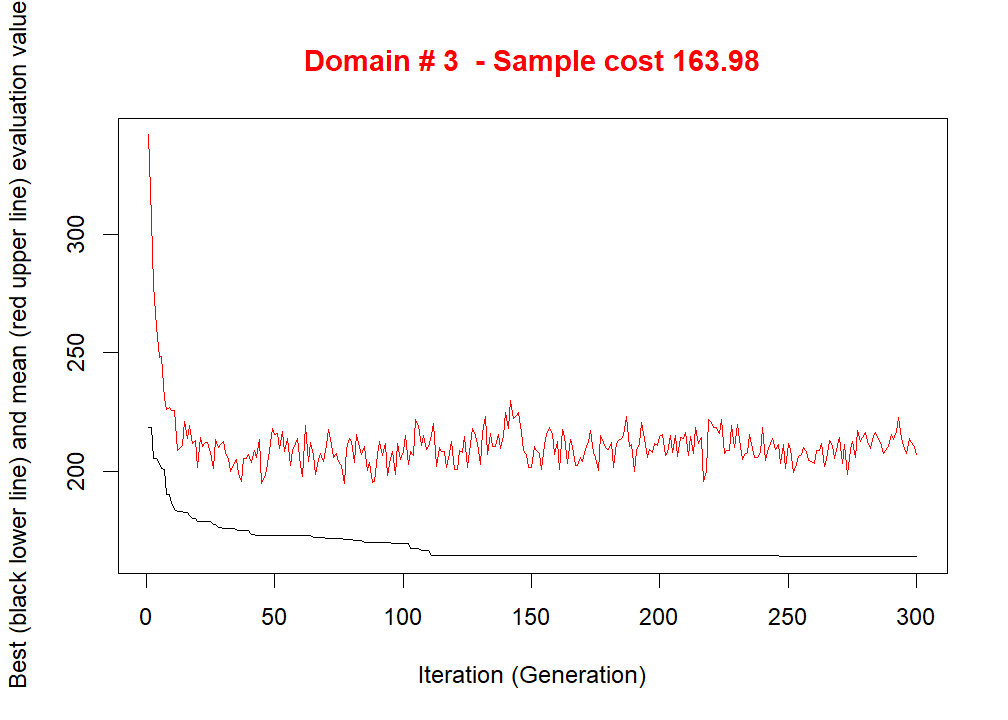 Domain # 3  - Sample cost 163.98
Best (black lower line) and mean (red upper line) evaluation value
300
250
200
0 50 100 150 200 250 300
Iteration (Generation)